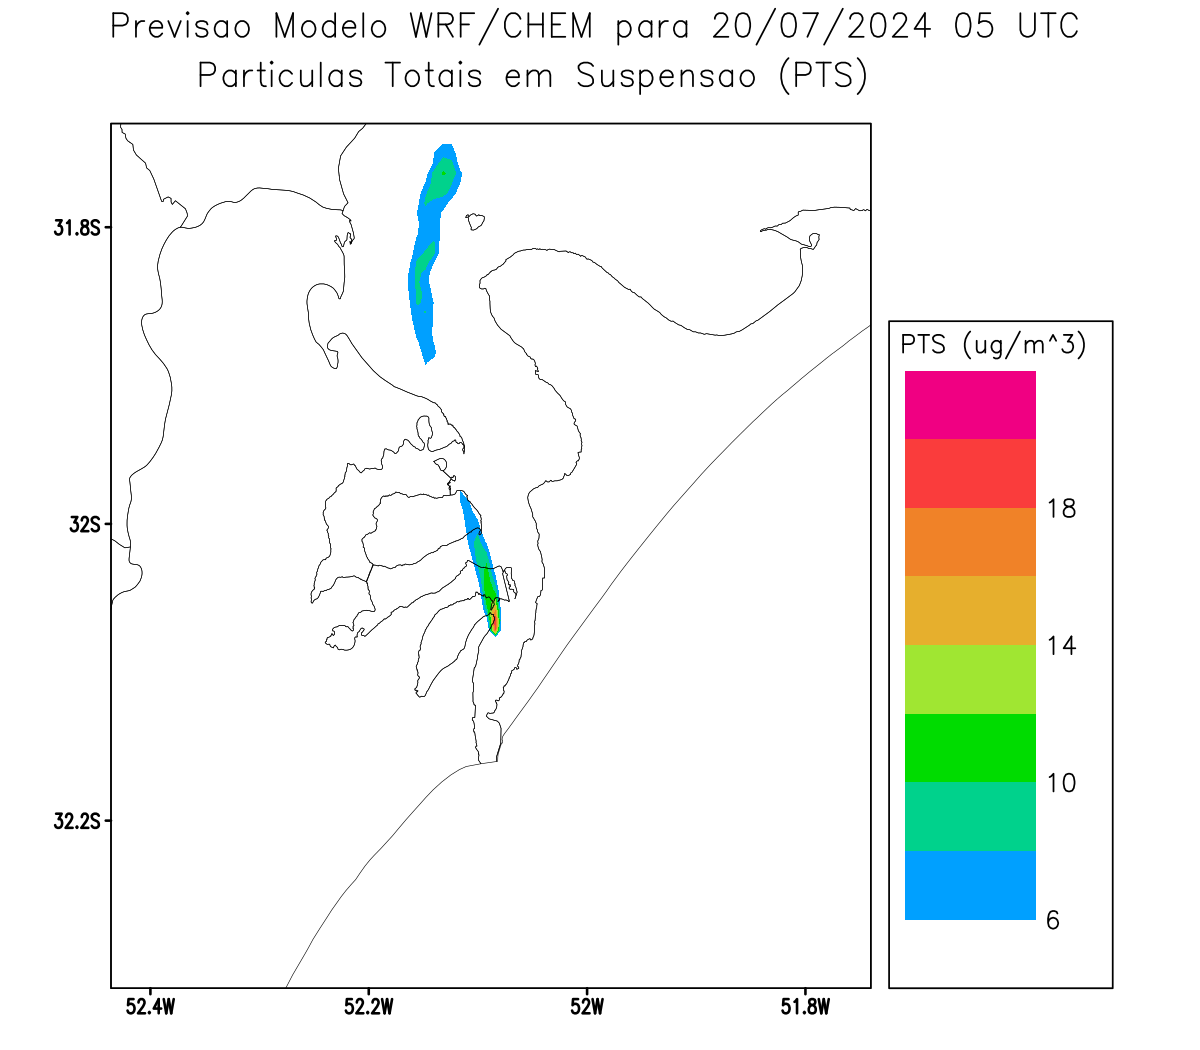 Previsao Modelo WRF/CHEM para 20/07/2024 05 UTC
Particulas Totais em Suspensao (PTS)
31.8S
32S
32.2S
52.4W
52.2W
52W
51.8W
PTS (ug/m^3)
18
14
10
6